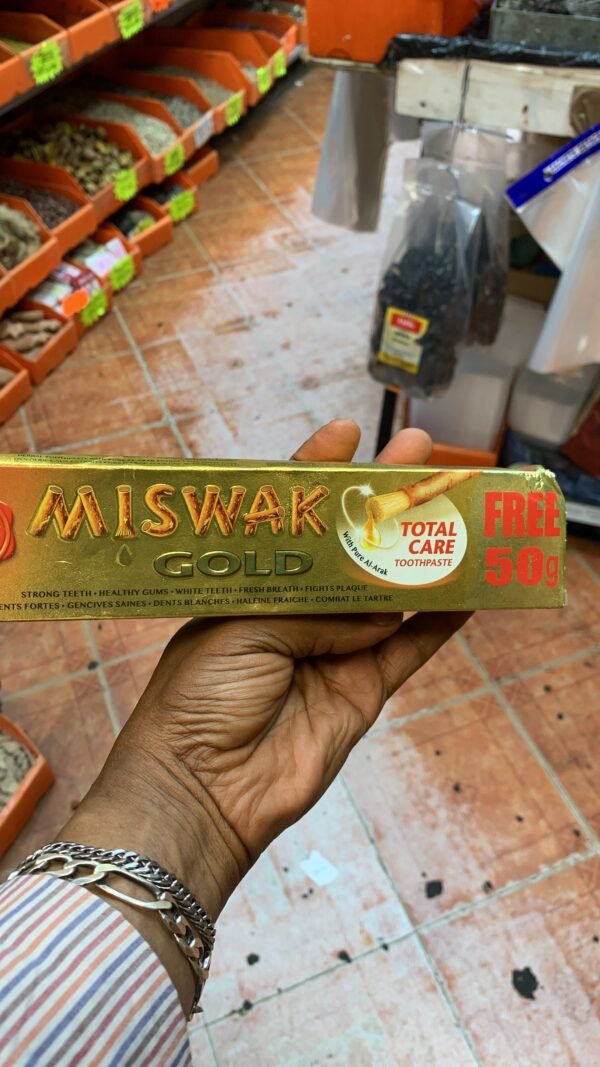 MISWAK
GOLD
With Pure Al-Arak
TOTAL
CARE
TOOTHPASTE
FREE
50g
STRONG TEETH • HEALTHY GUMS • WHITE TEETH • FRESH BREATH • FIGHTS PLAQUE
ENTS FORTES • GENCIVES SAINES • DENTS BLANCHES • HALEINE FRAICHE • COMBAT LE TARTRE